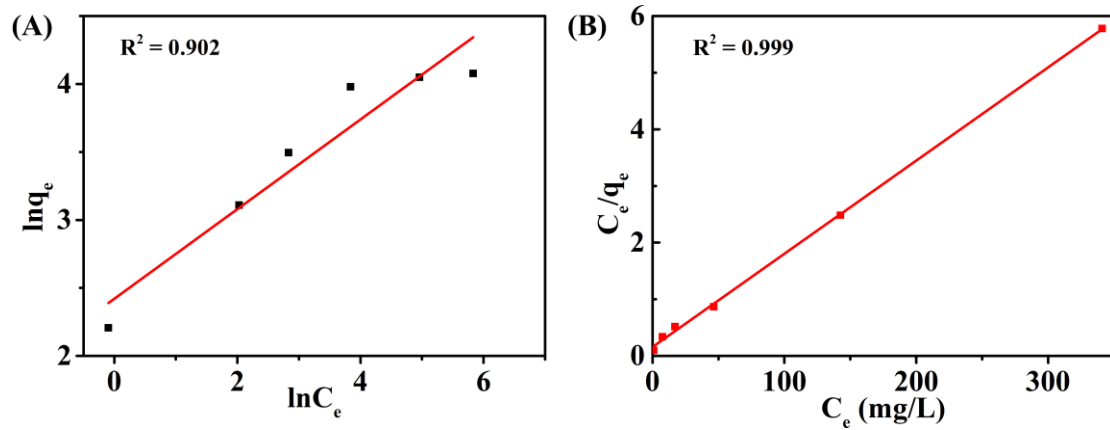 (A)
R² = 0.902
4
3
2
lnqₑ
0
2
4
6
lnCₑ
(B)
R² = 0.999
6
4
2
0
Cₑ/qₑ
0
100
200
300
Cₑ (mg/L)